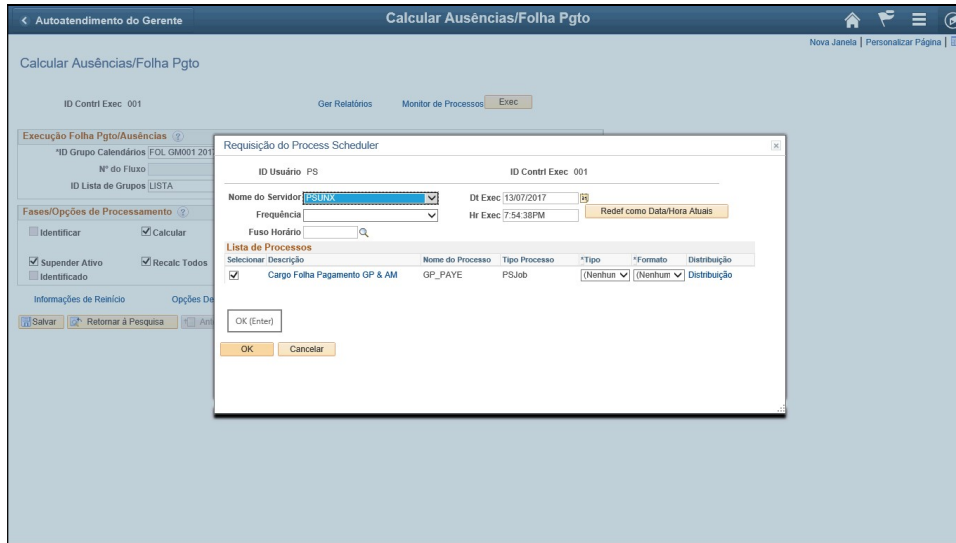 Autoatendimento do Gerente
Calcular Ausências/Folha Pgto
Nova Janela | Personalizar Página |
Calcular Ausências/Folha Pgto
ID Contrl Exec 001
Ger Relatórios
Monitor de Processos
Exec
Execução Folha Pgto/Ausências
*ID Grupo Calendários FOL GM001 201
Nº do Fluxo
ID Lista de Grupos LISTA
Fases/Opções de Processamento
Identificar
Calcular
Supender Ativo
Recalc Todos
Identificado
Informações de Reinício
Opções De
Salvar
Retornar à Pesquisa
Requisição do Process Scheduler
ID Usuário PS
ID Contrl Exec 001
Nome do Servidor PSUNX
Dt Exec 13/07/2017
Frequência
Hr Exec 7:54:38PM
Redef como Data/Hora Atuais
Fuso Horário
Lista de Processos
Selecionar Descrição Nome do Processo Tipo Processo *Tipo *Formato Distribuição
Cargo Folha Pagamento GP & AM GP_PAYE PSJob (Nenhun (Nenhum Distribuição
OK (Enter)
OK Cancelar